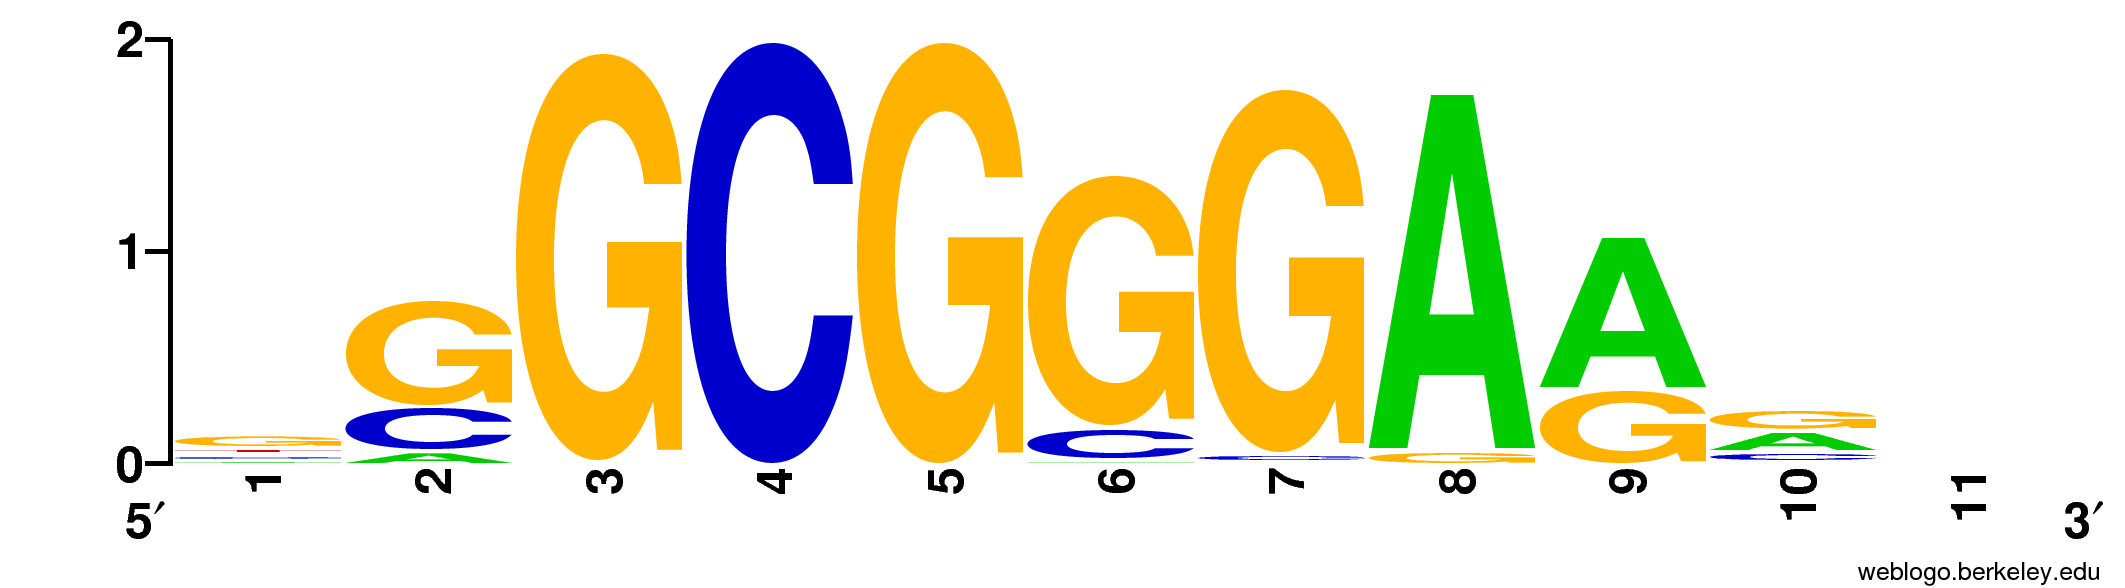 2
1
0
G T C A
G C A
G
C
G
G C A
G C
A G
A G
G A C
1 2 3 4 5 6 7 8 9 10 11
5′ 3′
weblogo.berkeley.edu